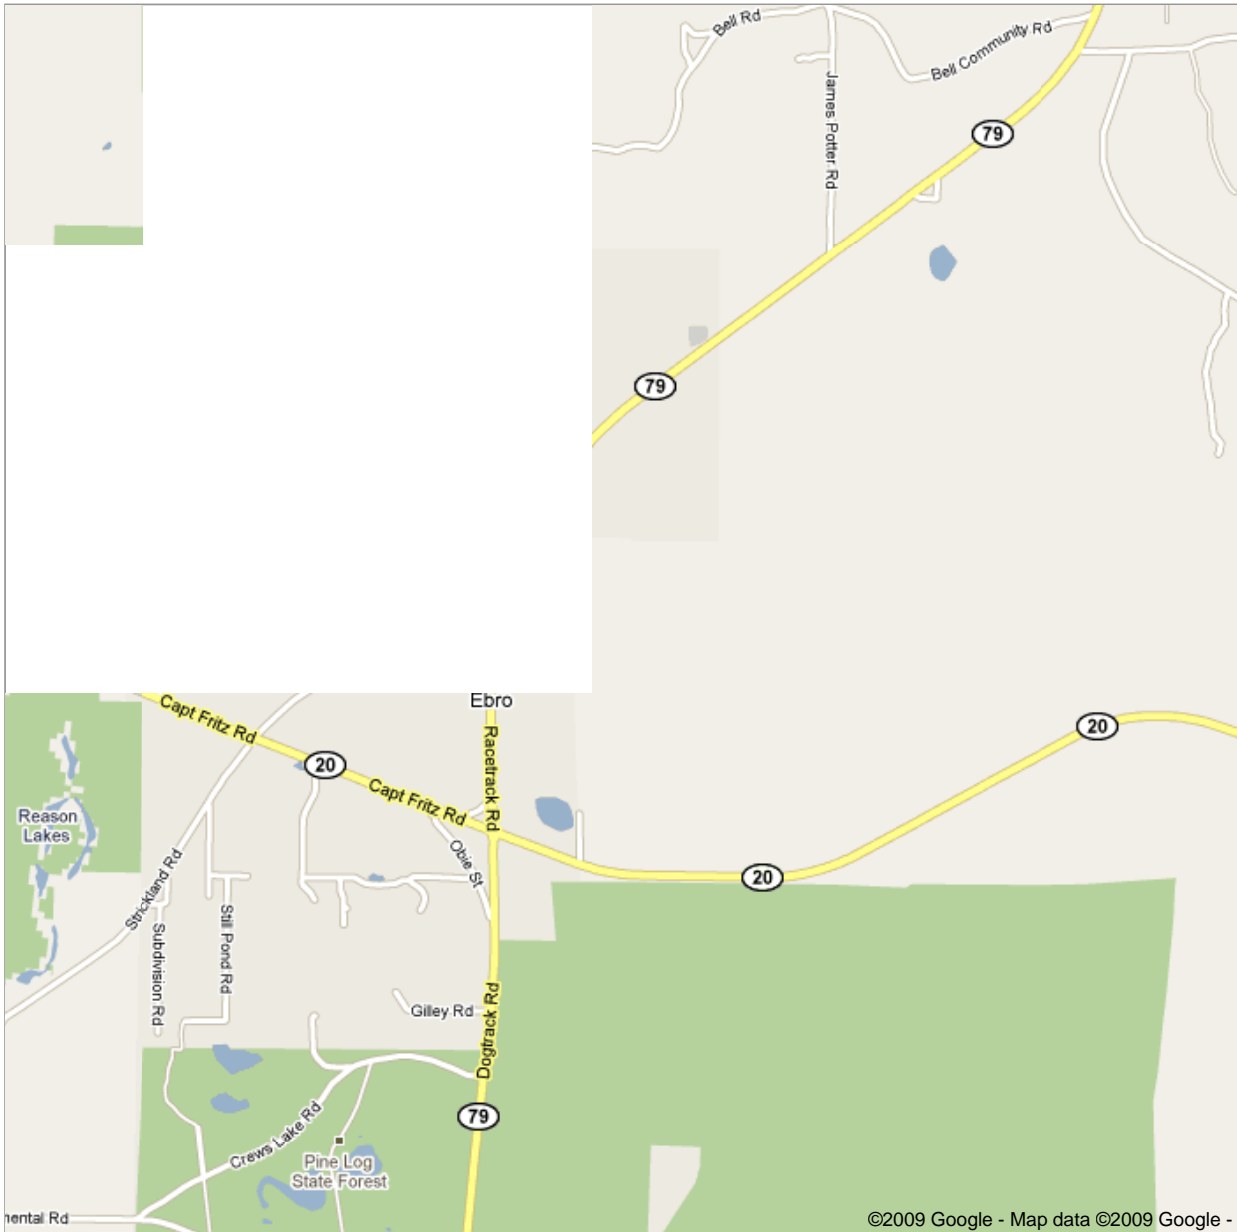 Bell Rd
Bell Community Rd
James Potter Rd
79
79
Ebro
Capt Fritz Rd
20
Racetrack Rd
20
Capt Fritz Rd
Reason
Lakes
Obie St
20
Strickland Rd
Still Pond Rd
Subdivision Rd
Gilley Rd
Dogtrack Rd
79
Crews Lake Rd
Pine Log
State Forest
nental Rd
©2009 Google - Map data ©2009 Google -